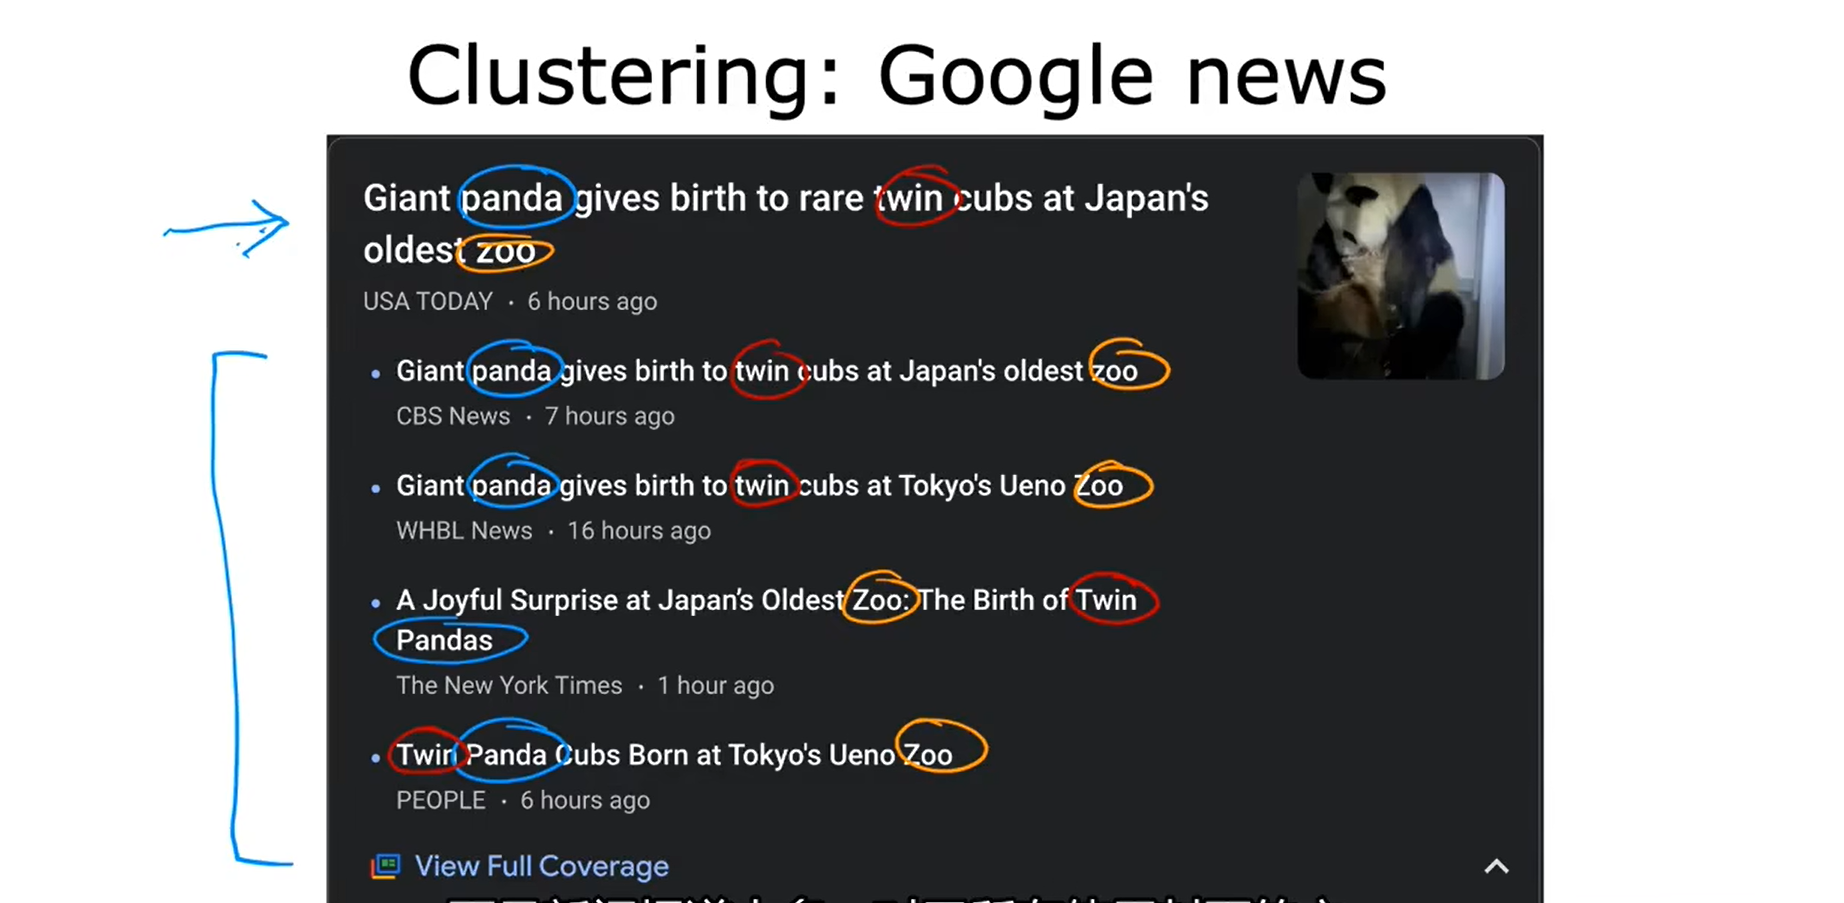 Clustering: Google news
Giant panda gives birth to rare twin cubs at Japan's
oldest zoo
USA TODAY · 6 hours ago
• Giant panda gives birth to twin cubs at Japan's oldest zoo
CBS News · 7 hours ago
• Giant panda gives birth to twin cubs at Tokyo's Ueno Zoo
WHBL News · 16 hours ago
• A Joyful Surprise at Japan’s Oldest Zoo: The Birth of Twin
Pandas
The New York Times · 1 hour ago
• Twin Panda Cubs Born at Tokyo's Ueno Zoo
PEOPLE · 6 hours ago
View Full Coverage